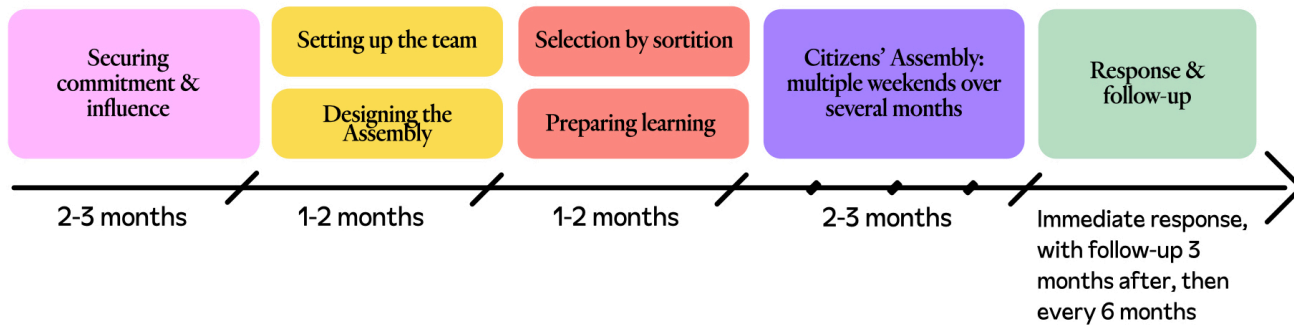 Securing
commitment &
influence
Setting up the team
Designing the
Assembly
Selection by sortition
Preparing learning
Citizens’ Assembly:
multiple weekends over
several months
Response &
follow-up
2-3 months
1-2 months
1-2 months
2-3 months
Immediate response,
with follow-up 3
months after, then
every 6 months